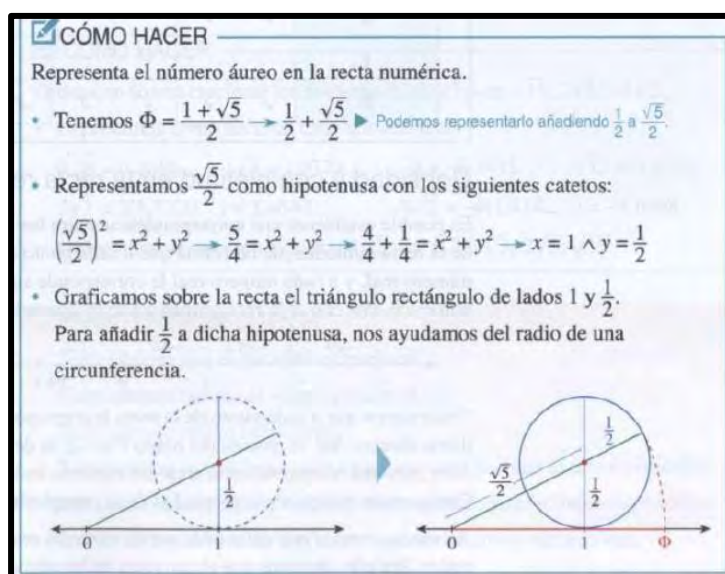 CÓMO HACER
Representa el número áureo en la recta numérica.
• Tenemos Φ = (1 + √5)/2 → 1/2 + √5/2 ▶ Podemos representarlo añadiendo 1/2 a √5/2.
• Representamos √5/2 como hipotenusa con los siguientes catetos:
(√5/2)² = x² + y² → 5/4 = x² + y² → 4/4 + 1/4 = x² + y² → x = 1 ∧ y = 1/2
• Graficamos sobre la recta el triángulo rectángulo de lados 1 y 1/2.
Para añadir 1/2 a dicha hipotenusa, nos ayudamos del radio de una
circunferencia.
1/2
0 1
√5/2 1/2 1/2
0 1 Φ